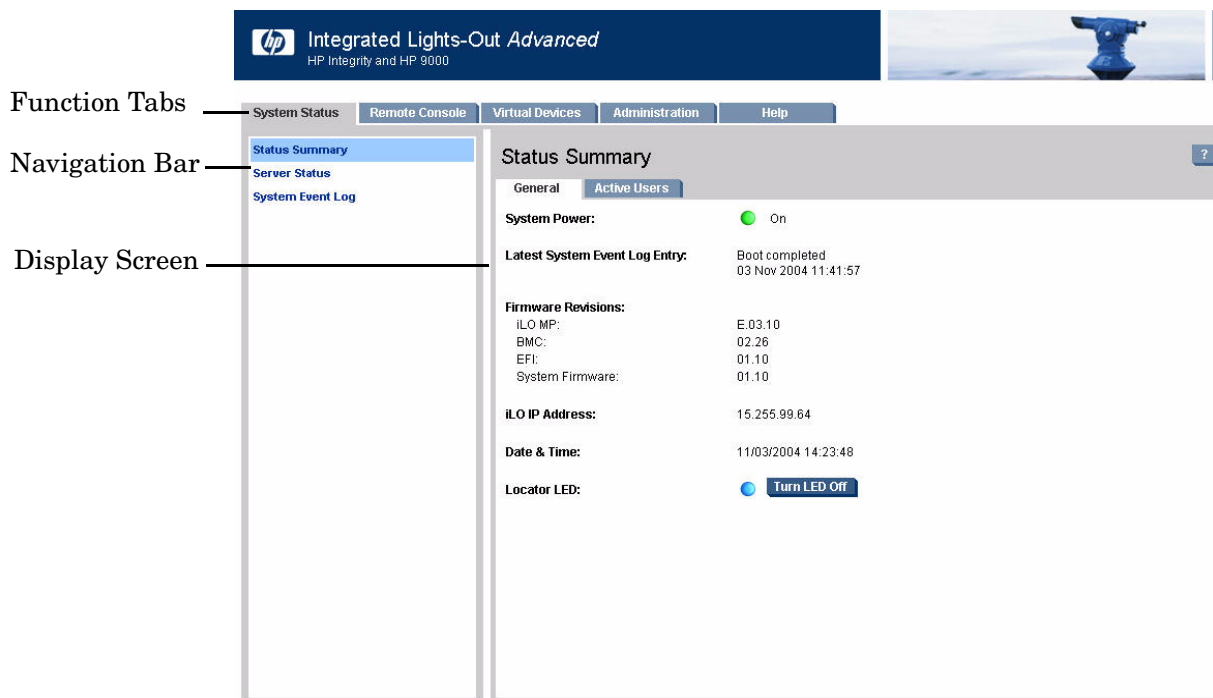 hp
Integrated Lights-Out Advanced
HP Integrity and HP 9000
Function Tabs
System Status
Remote Console
Virtual Devices
Administration
Help
Navigation Bar
Status Summary
Server Status
System Event Log
Display Screen
Status Summary
?
General
Active Users
System Power: On
Latest System Event Log Entry: Boot completed
03 Nov 2004 11:41:57
Firmware Revisions:
iLO MP: E.03.10
BMC: 02.26
EFI: 01.10
System Firmware: 01.10
iLO IP Address: 15.255.99.64
Date & Time: 11/03/2004 14:23:48
Locator LED: Turn LED Off